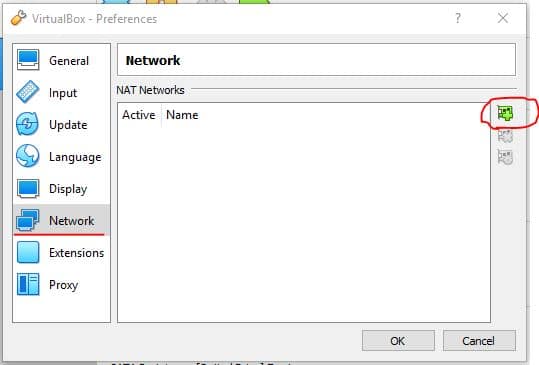 VirtualBox - Preferences
General
Input
Update
Language
Display
Network
Extensions
Proxy
Network
NAT Networks
Active Name
OK Cancel